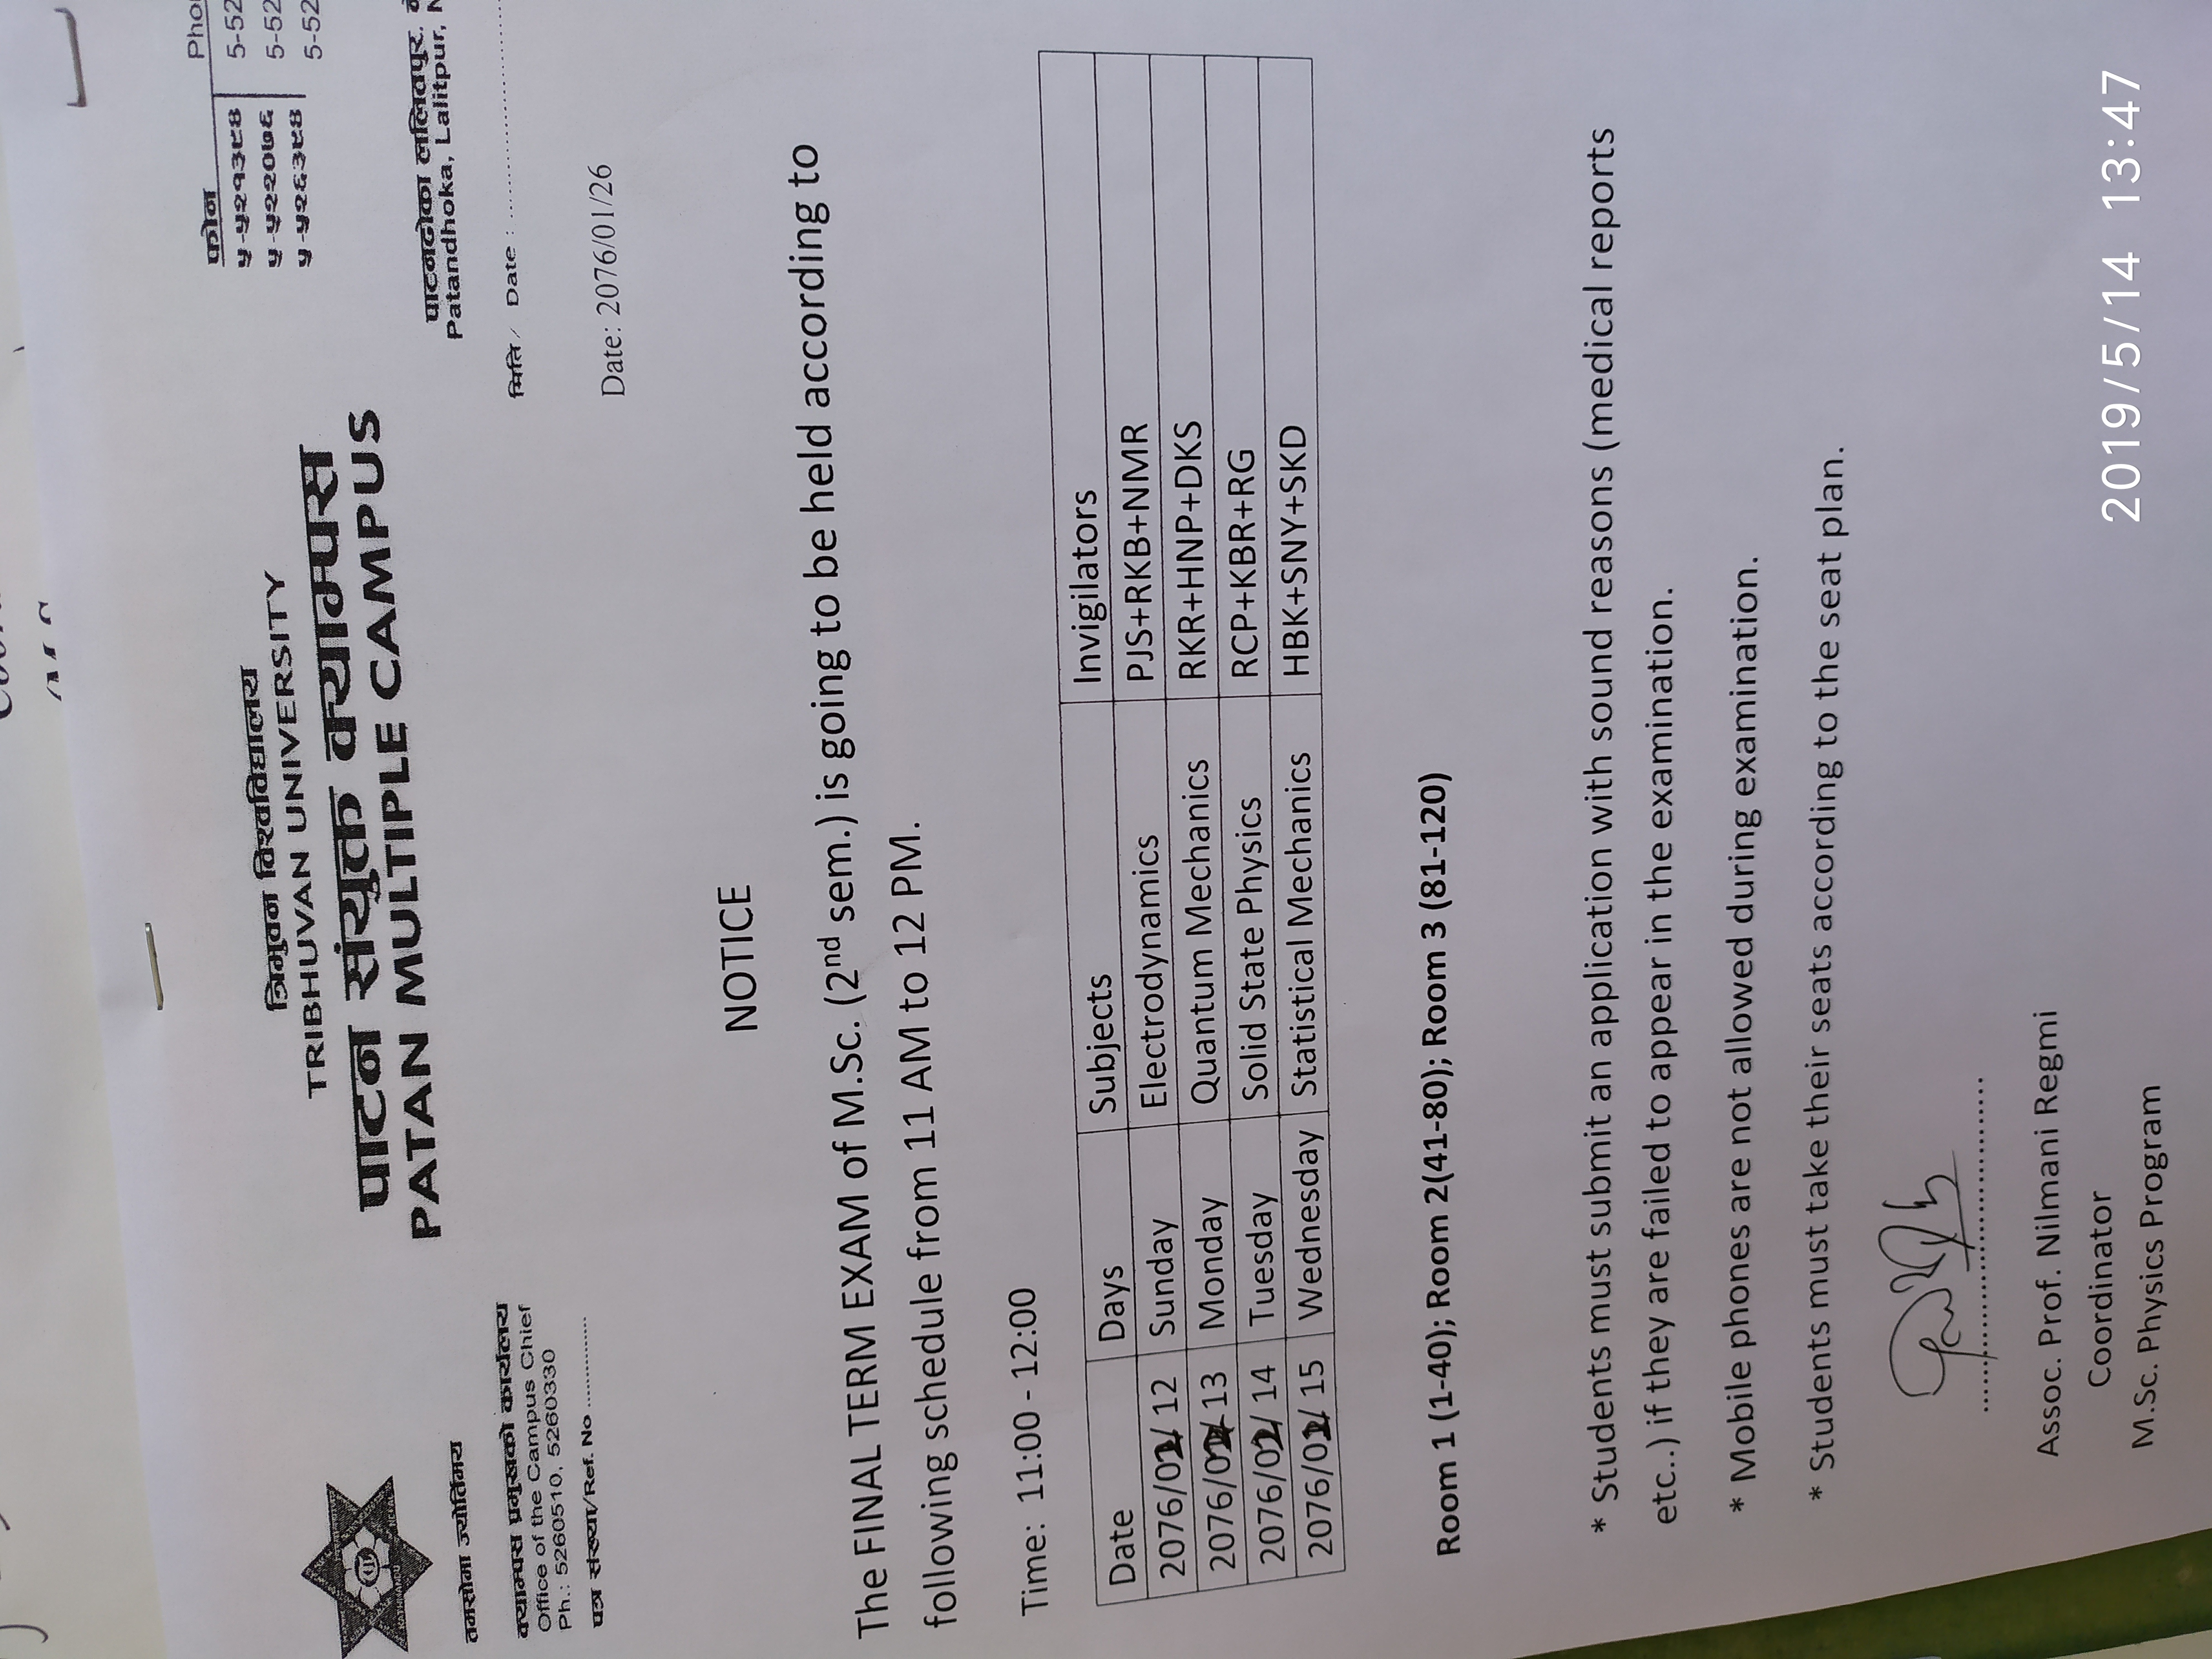 त्रिभुवन विश्वविद्यालय
TRIBHUVAN UNIVERSITY
पाटन संयुक्त क्याम्पस
PATAN MULTIPLE CAMPUS
फोन
५-५२१३९४
५-५२२०७६
५-५२६३९४
5-52
5-52
5-52
KATHMANDU NEPAL
तमसोमा ज्योर्तिमय
क्याम्पस प्रमुखको कार्यलय
Office of the Campus Chief
Ph.: 5260510, 5260330
पत्र संख्या/Ref. No ...............
पाटनढोका ललितपुर,
Patandhoka, Lalitpur,
मिति / Date : ..............................
Date: 2076/01/26
NOTICE
The FINAL TERM EXAM of M.Sc. (2nd sem.) is going to be held according to
following schedule from 11 AM to 12 PM.
Time: 11:00 - 12:00
Date Days Subjects Invigilators
2076/02/ 12 Sunday Electrodynamics PJS+RKB+NMR
2076/02/ 13 Monday Quantum Mechanics RKR+HNP+DKS
2076/02/ 14 Tuesday Solid State Physics RCP+KBR+RG
2076/02/ 15 Wednesday Statistical Mechanics HBK+SNY+SKD
Room 1 (1-40); Room 2(41-80); Room 3 (81-120)
* Students must submit an application with sound reasons (medical reports
etc..) if they are failed to appear in the examination.
* Mobile phones are not allowed during examination.
* Students must take their seats according to the seat plan.
Assoc. Prof. Nilmani Regmi
Coordinator
M.Sc. Physics Program
2019/5/14 13:47